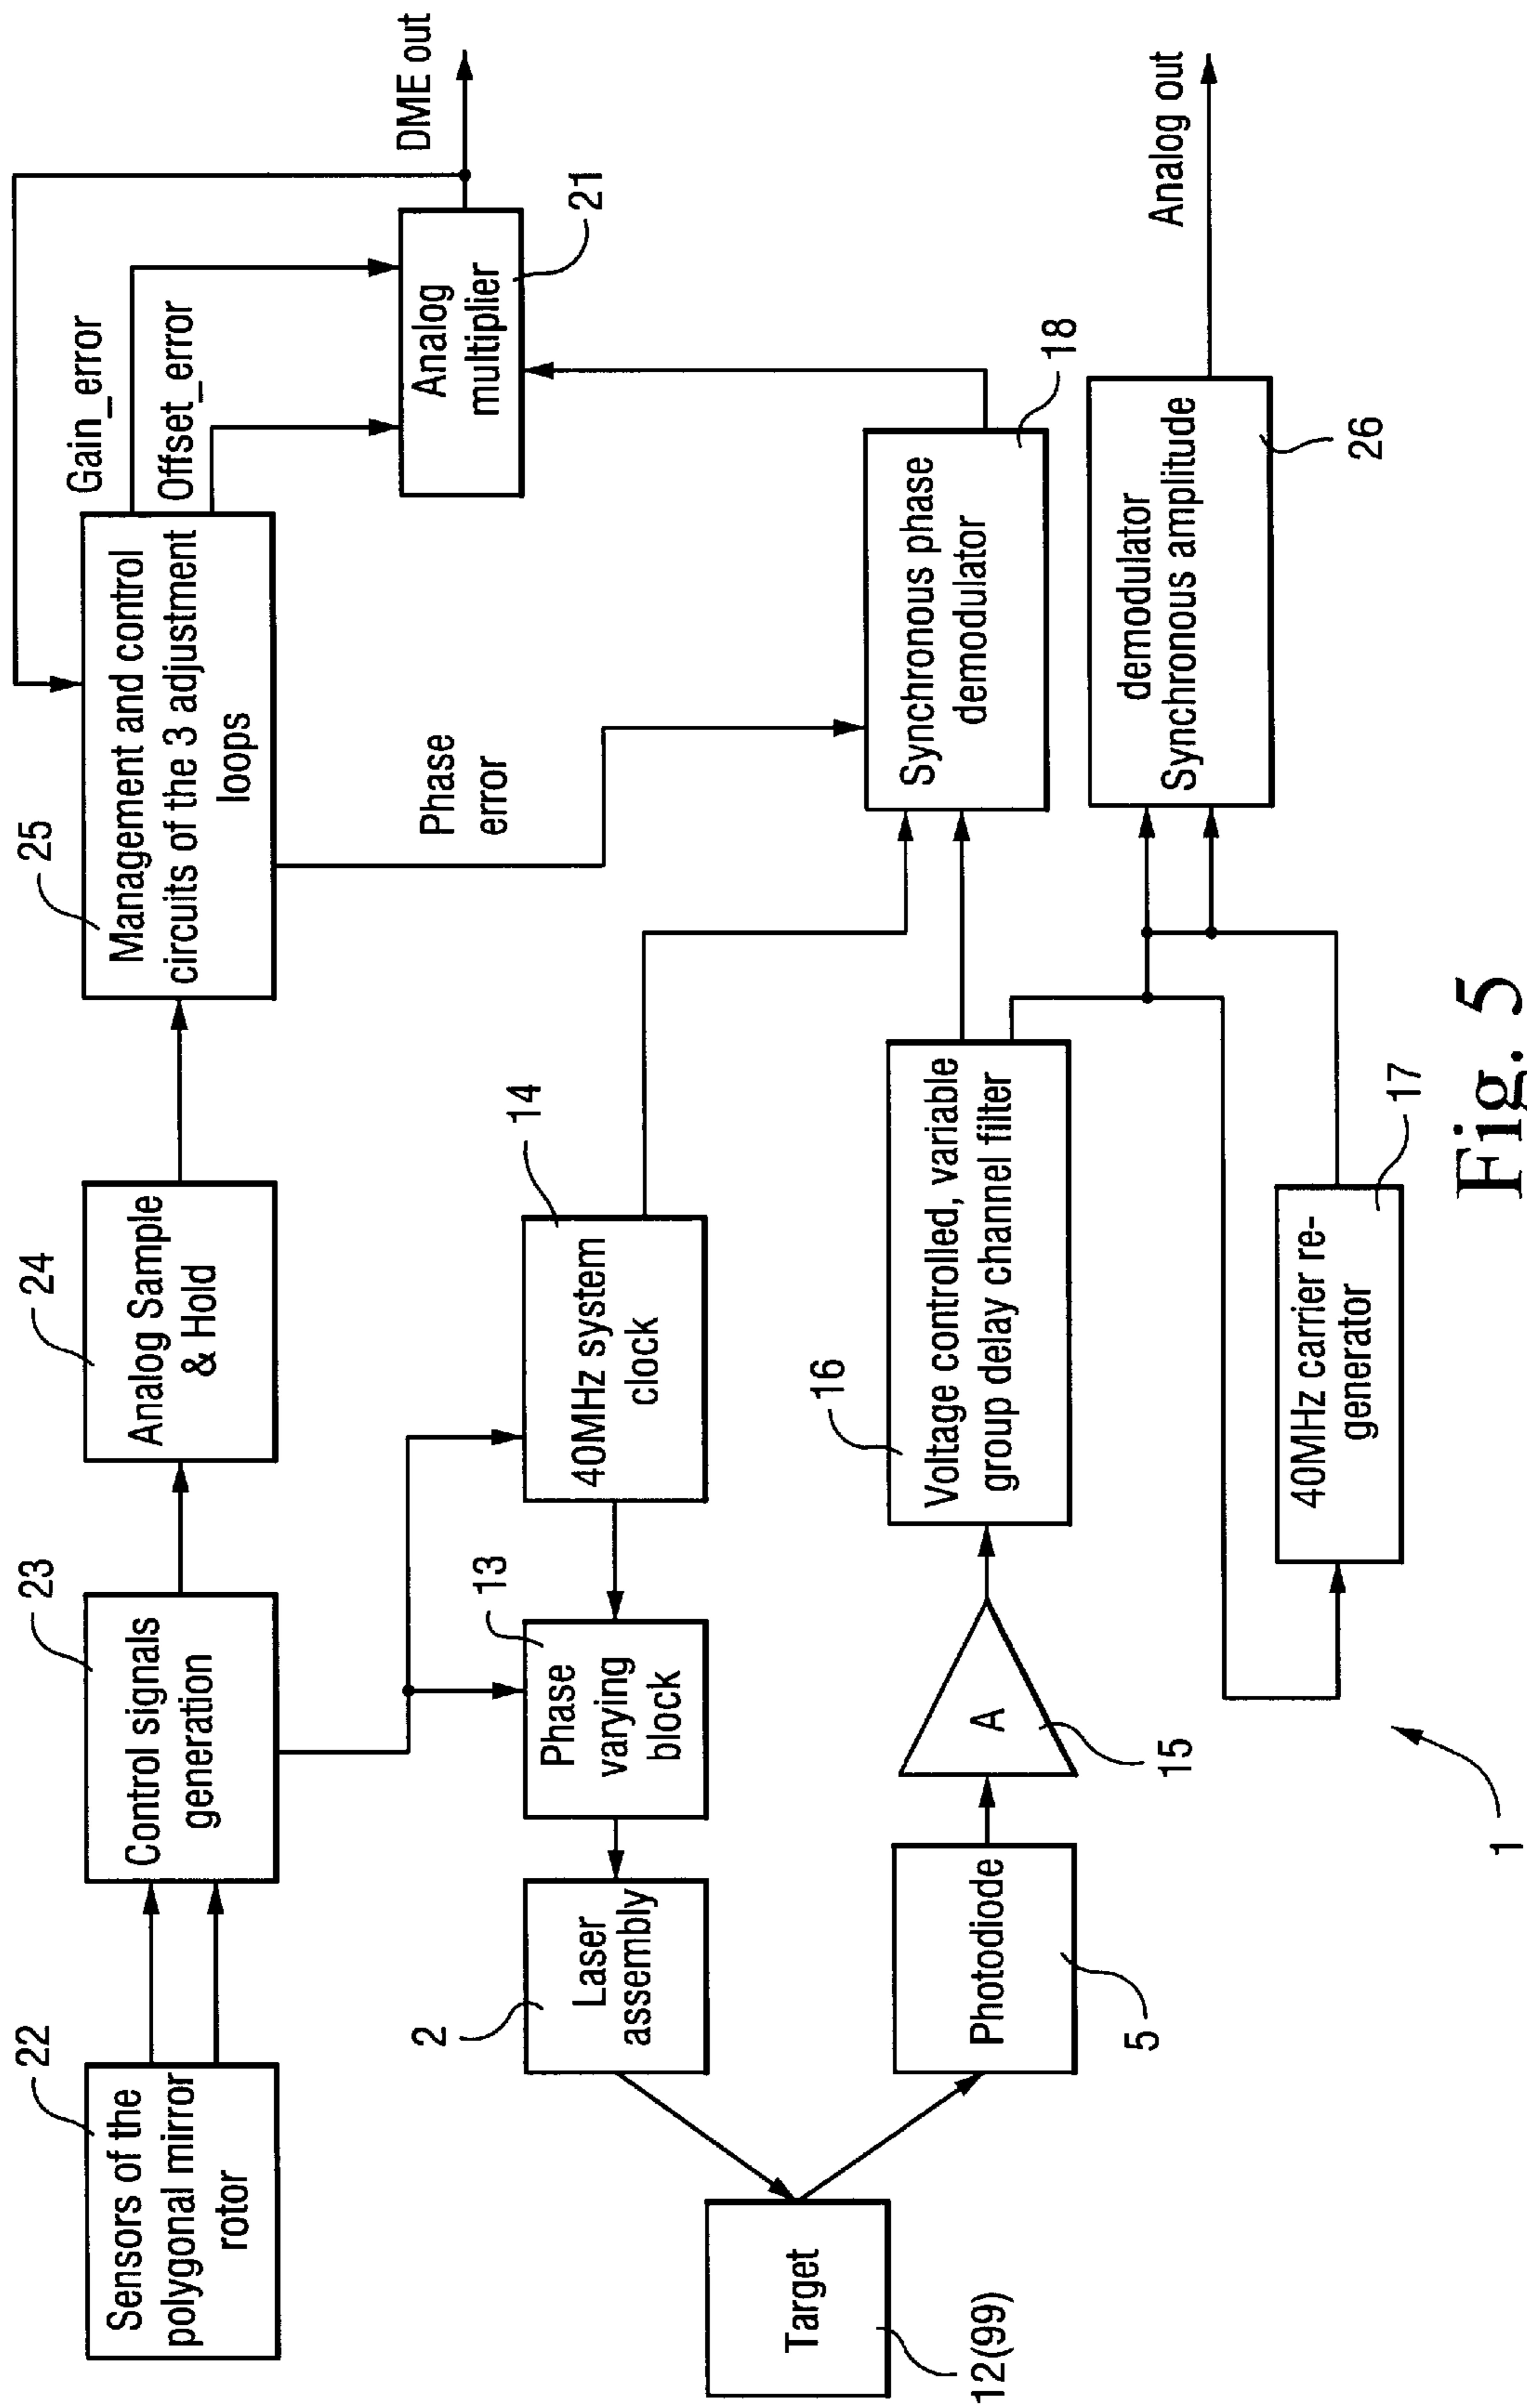 22
Sensors of the
polygonal mirror
rotor
23
Control signals
generation
24
Analog Sample
& Hold
25
Management and control
circuits of the 3 adjustment
loops
Gain_error
Offset_error
DME out
Analog
multiplier
21
Phase
error
2
Laser
assembly
13
Phase
varying
block
14
40MHz system
clock
Target
12(99)
Photodiode
5
A
15
16
Voltage controlled, variable
group delay channel filter
Synchronous phase
demodulator
18
demodulator
Synchronous amplitude
26
Analog out
40MHz carrier re-
generator
17
1
Fig. 5